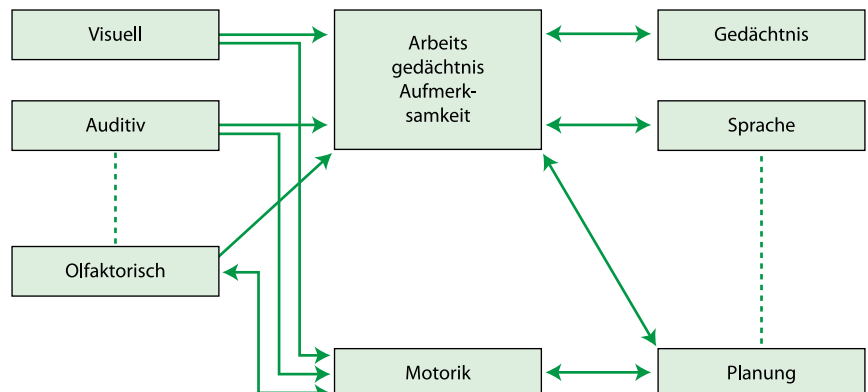 Visuell
Arbeits
gedächtnis
Aufmerk-
samkeit
Gedächtnis
Auditiv
Sprache
Olfaktorisch
Motorik
Planung